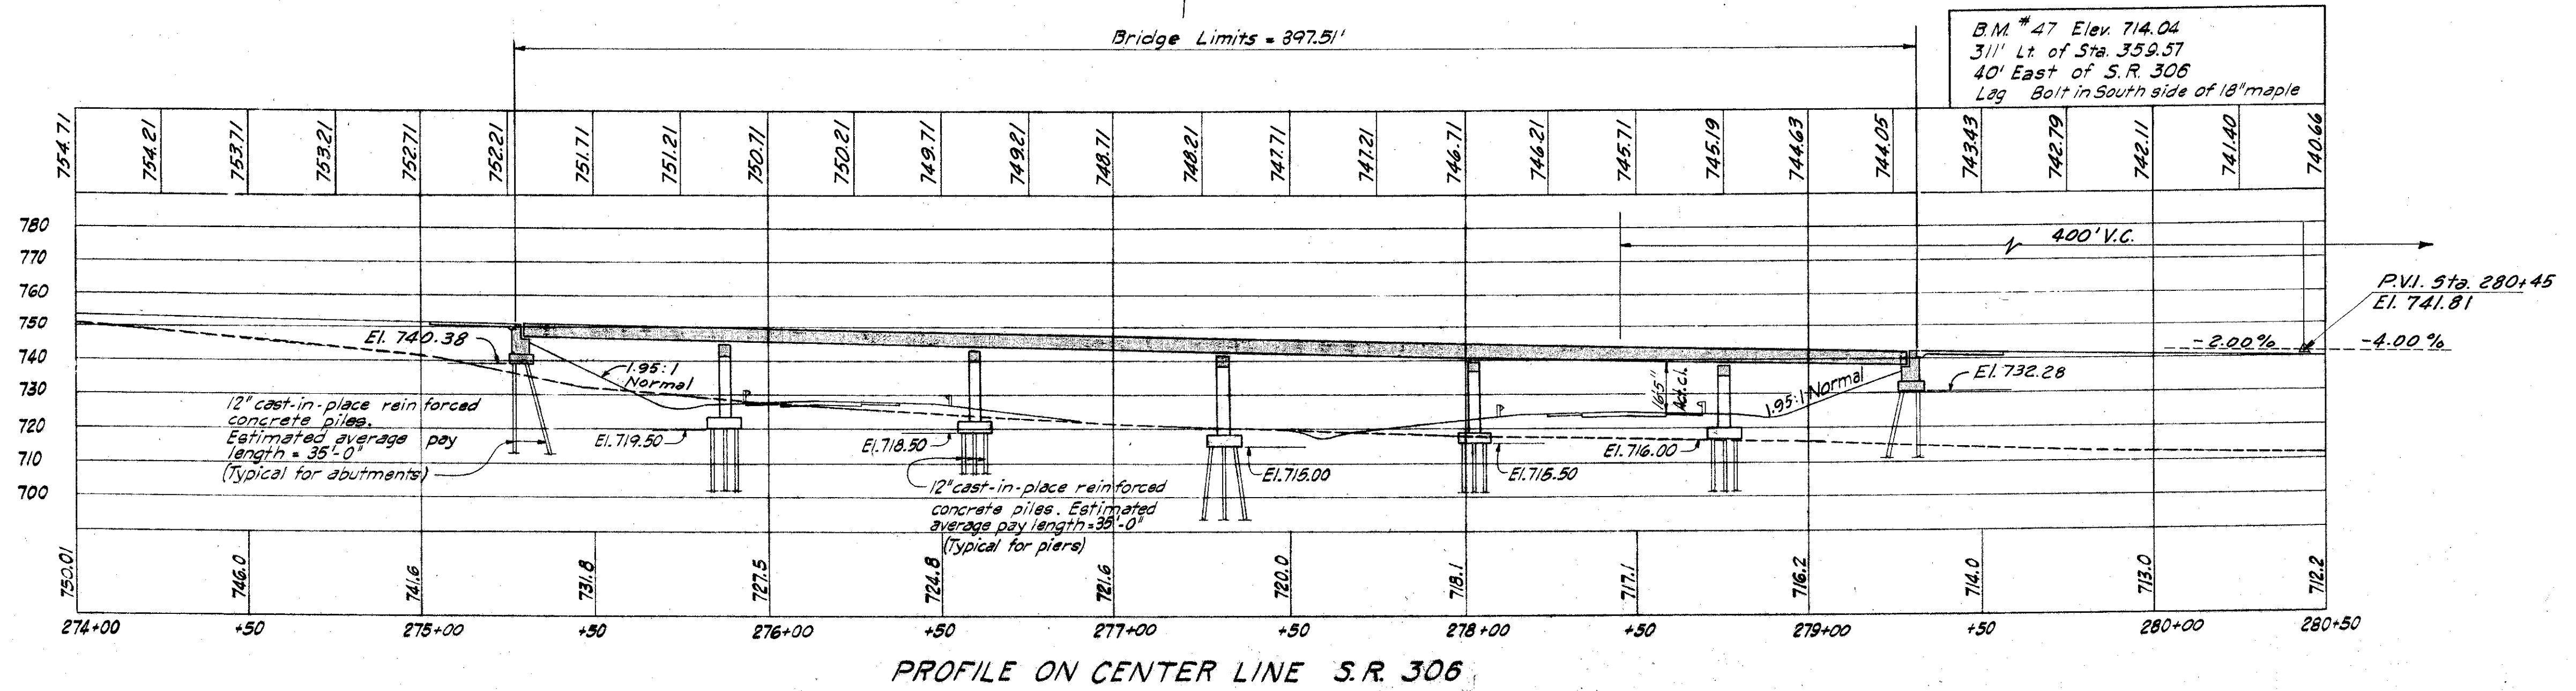 Bridge Limits = 397.51'
B.M. #47 Elev. 714.04
311' Lt. of Sta. 359.57
40' East of S.R. 306
Lag Bolt in South side of 18" maple
754.71 754.21 753.71 753.21 752.71 752.21 751.71 751.21 750.71 750.21 749.71 749.21 748.71 748.21 747.71 747.21 746.71 746.21 745.71 745.19 744.63 744.05 743.43 742.79 742.11 741.40 740.66
780
770
760
750
740
730
720
710
700
400' V.C.
P.V.I. Sta. 280+45
El. 741.81
-2.00%
-4.00%
El. 740.38
1.95:1
Normal
16'5"
Act. cl.
1.95:1 Normal
El. 732.28
12" cast-in-place reinforced
concrete piles.
Estimated average pay
length = 35'-0"
(Typical for abutments)
El. 719.50
El. 718.50
El. 715.00
El. 715.50
El. 716.00
12" cast-in-place reinforced
concrete piles. Estimated
average pay length = 35'-0"
(Typical for piers)
750.01 746.0 741.6 731.8 727.5 724.8 721.6 720.0 718.1 717.1 716.2 714.0 713.0 712.2
274+00 +50 275+00 +50 276+00 +50 277+00 +50 278+00 +50 279+00 +50 280+00 280+50
PROFILE ON CENTER LINE S.R. 306